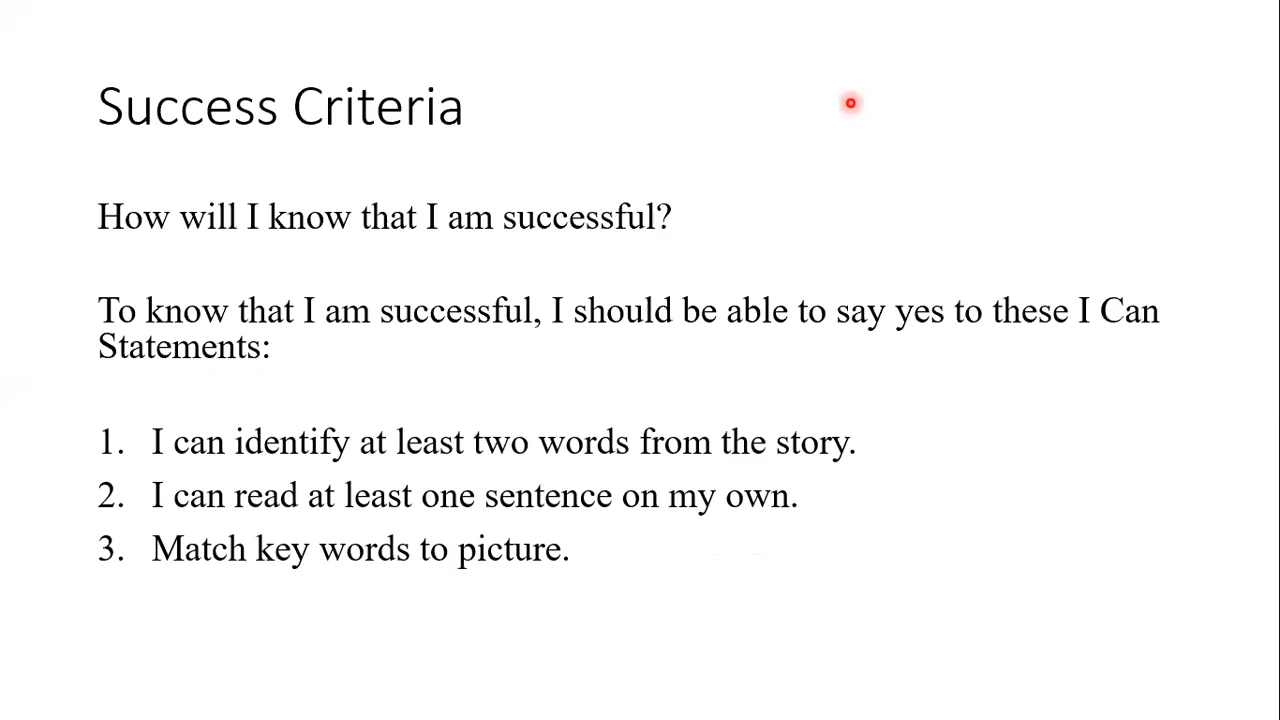 Success Criteria
How will I know that I am successful?
To know that I am successful, I should be able to say yes to these I Can
Statements:
1. I can identify at least two words from the story.
2. I can read at least one sentence on my own.
3. Match key words to picture.